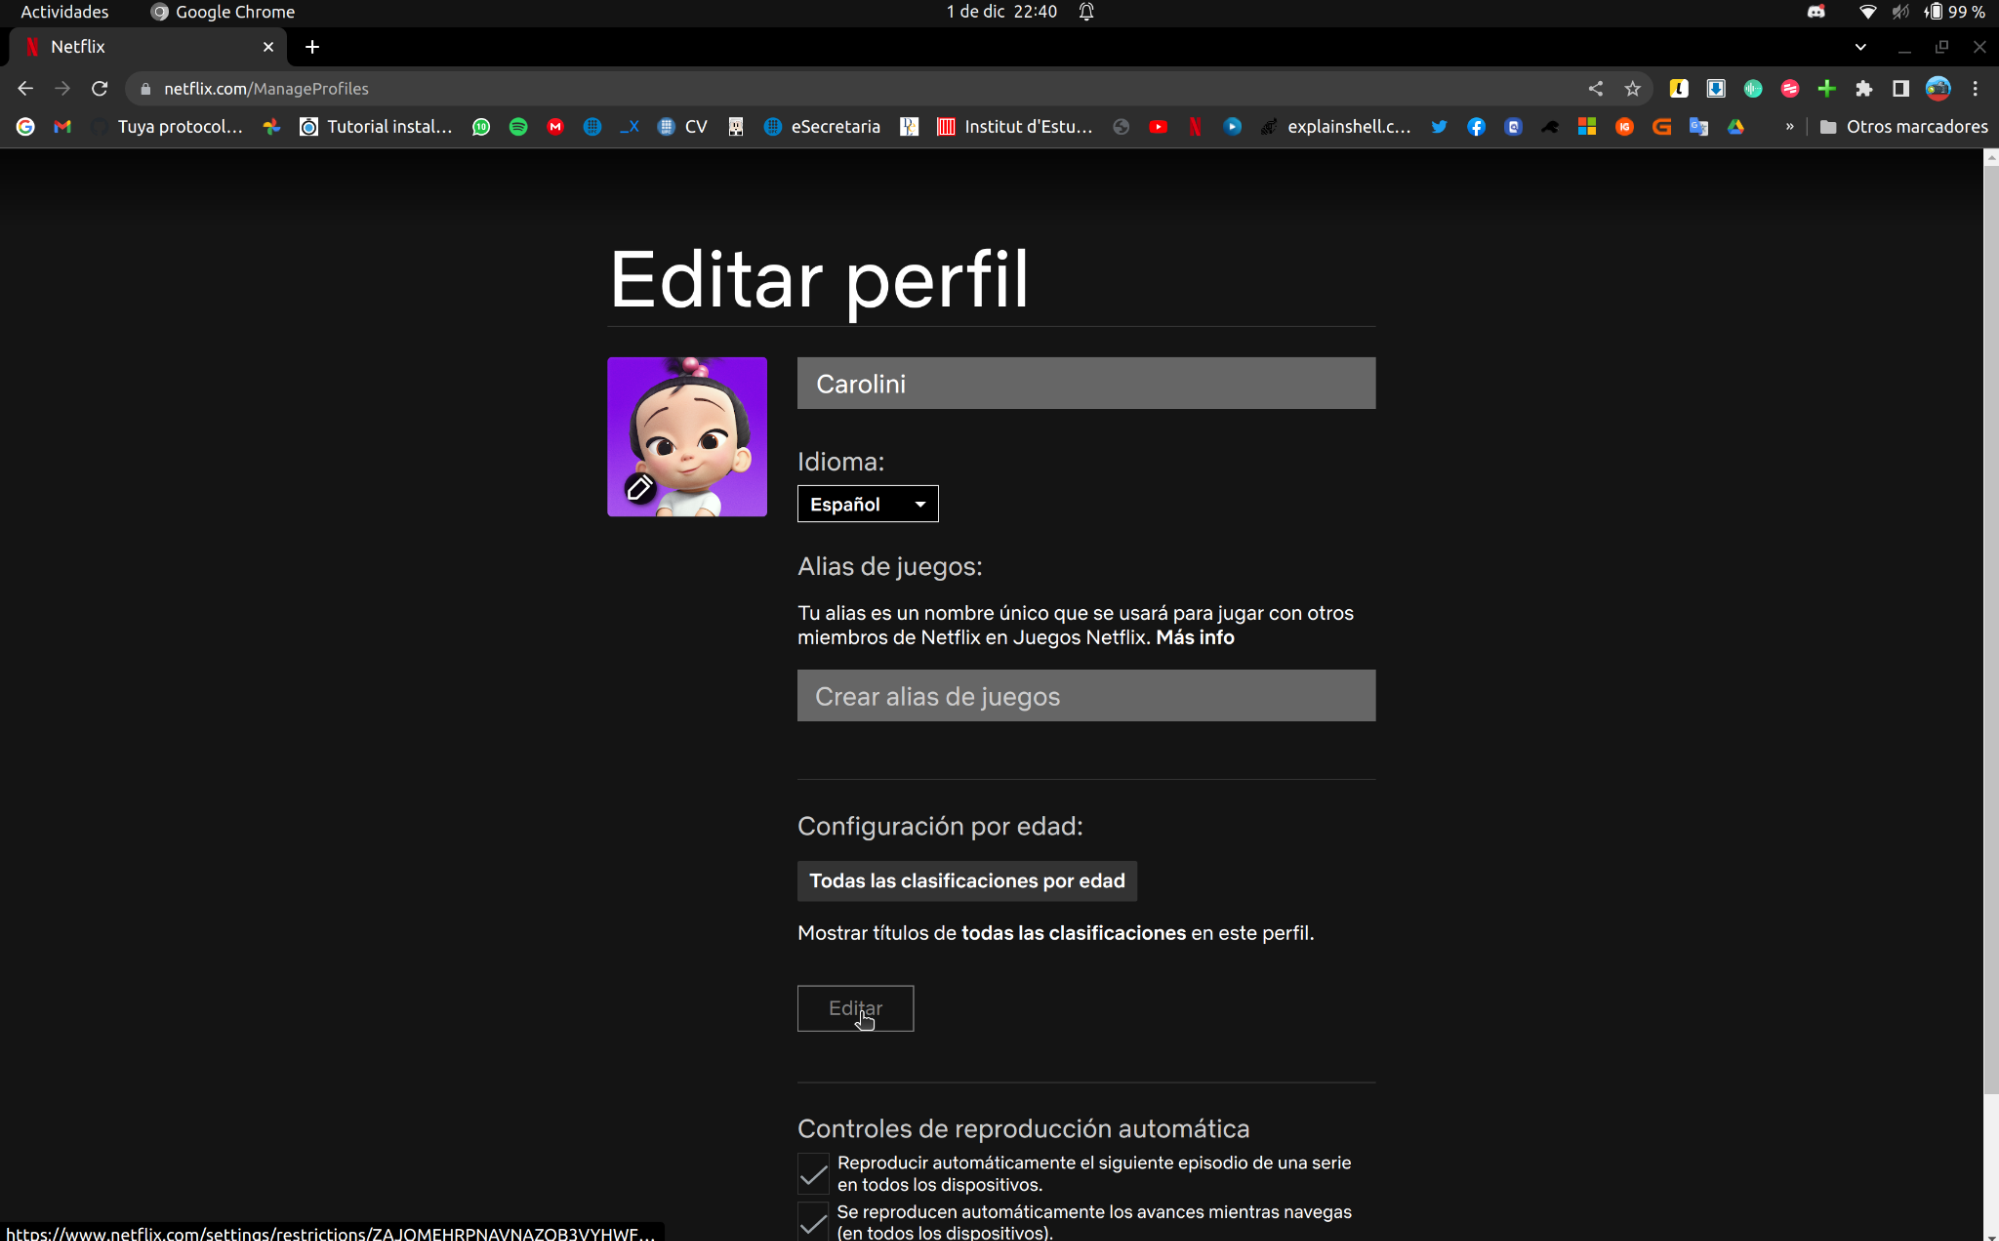 Actividades Google Chrome 1 de dic 22:40 99 %
Netflix
netflix.com/ManageProfiles
Tuya protocol... Tutorial instal... CV eSecretaria Institut d'Estu... explainshell.c... » Otros marcadores
Editar perfil
Carolini
Idioma:
Español
Alias de juegos:
Tu alias es un nombre único que se usará para jugar con otros
miembros de Netflix en Juegos Netflix. Más info
Crear alias de juegos
Configuración por edad:
Todas las clasificaciones por edad
Mostrar títulos de todas las clasificaciones en este perfil.
Editar
Controles de reproducción automática
Reproducir automáticamente el siguiente episodio de una serie
en todos los dispositivos.
Se reproducen automáticamente los avances mientras navegas
(en todos los dispositivos).
https://www.netflix.com/settings/restrictions/ZAJOMEHRPNAVNAZOB3VYHWF...